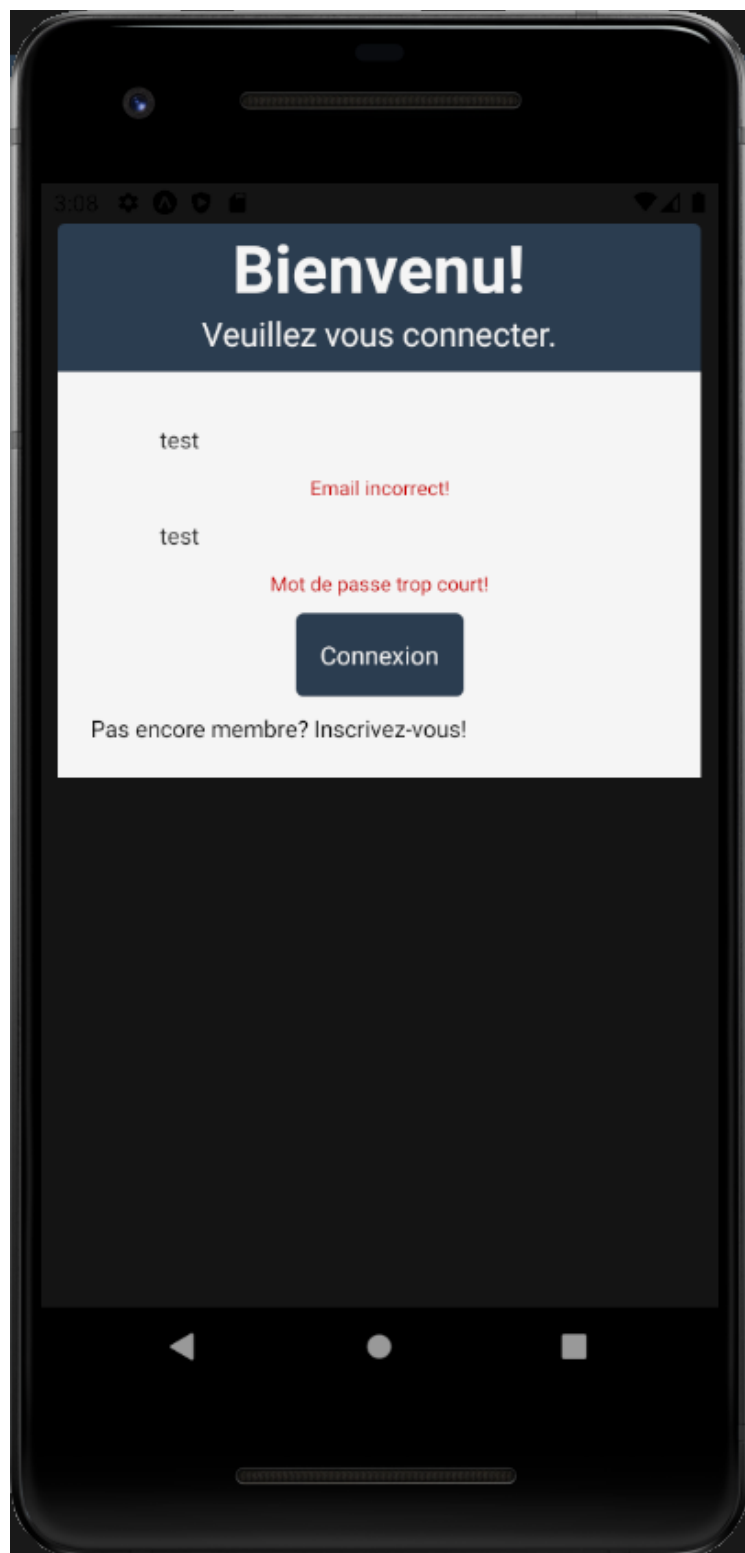 3:08
Bienvenu!
Veuillez vous connecter.
test
Email incorrect!
test
Mot de passe trop court!
Connexion
Pas encore membre? Inscrivez-vous!